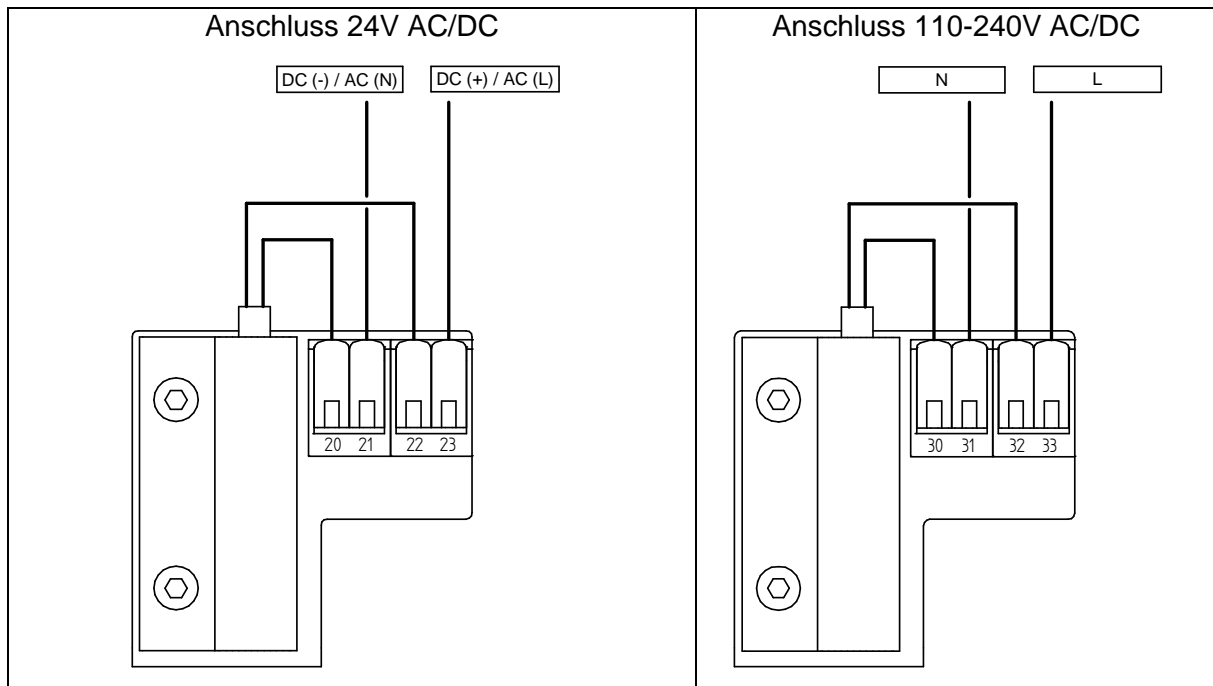 Anschluss 24V AC/DC
DC (-) / AC (N)
DC (+) / AC (L)
20 21 22 23
Anschluss 110-240V AC/DC
N
L
30 31 32 33